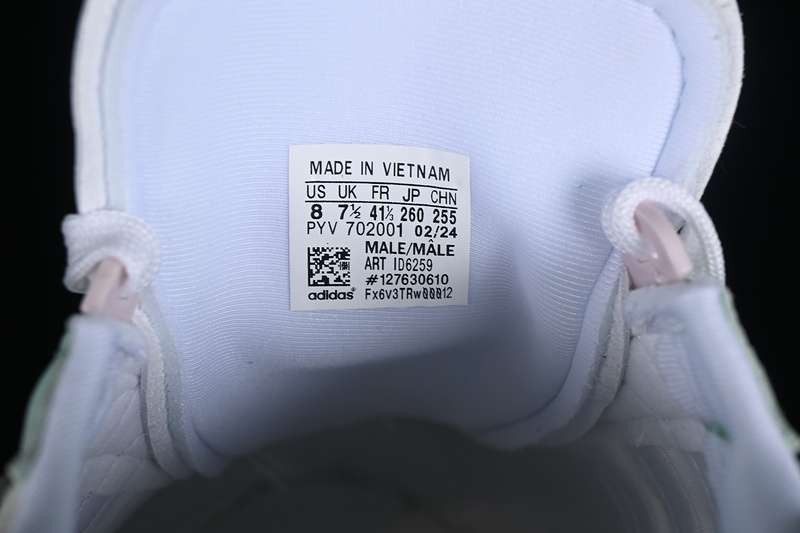 MADE IN VIETNAM
US UK FR JP CHN
8 7½ 41⅓ 260 255
PYV 702001 02/24
MALE/MÂLE
ART ID6259
#127630610
adidas® Fx6v3TRw00012